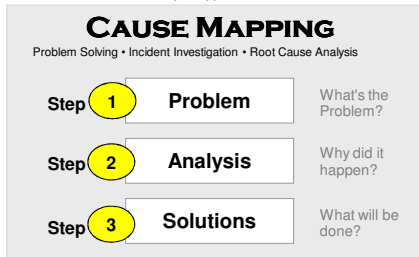 CAUSE MAPPING
Problem Solving • Incident Investigation • Root Cause Analysis
Step 1 Problem What's the
Problem?
Step 2 Analysis Why did it
happen?
Step 3 Solutions What will be
done?